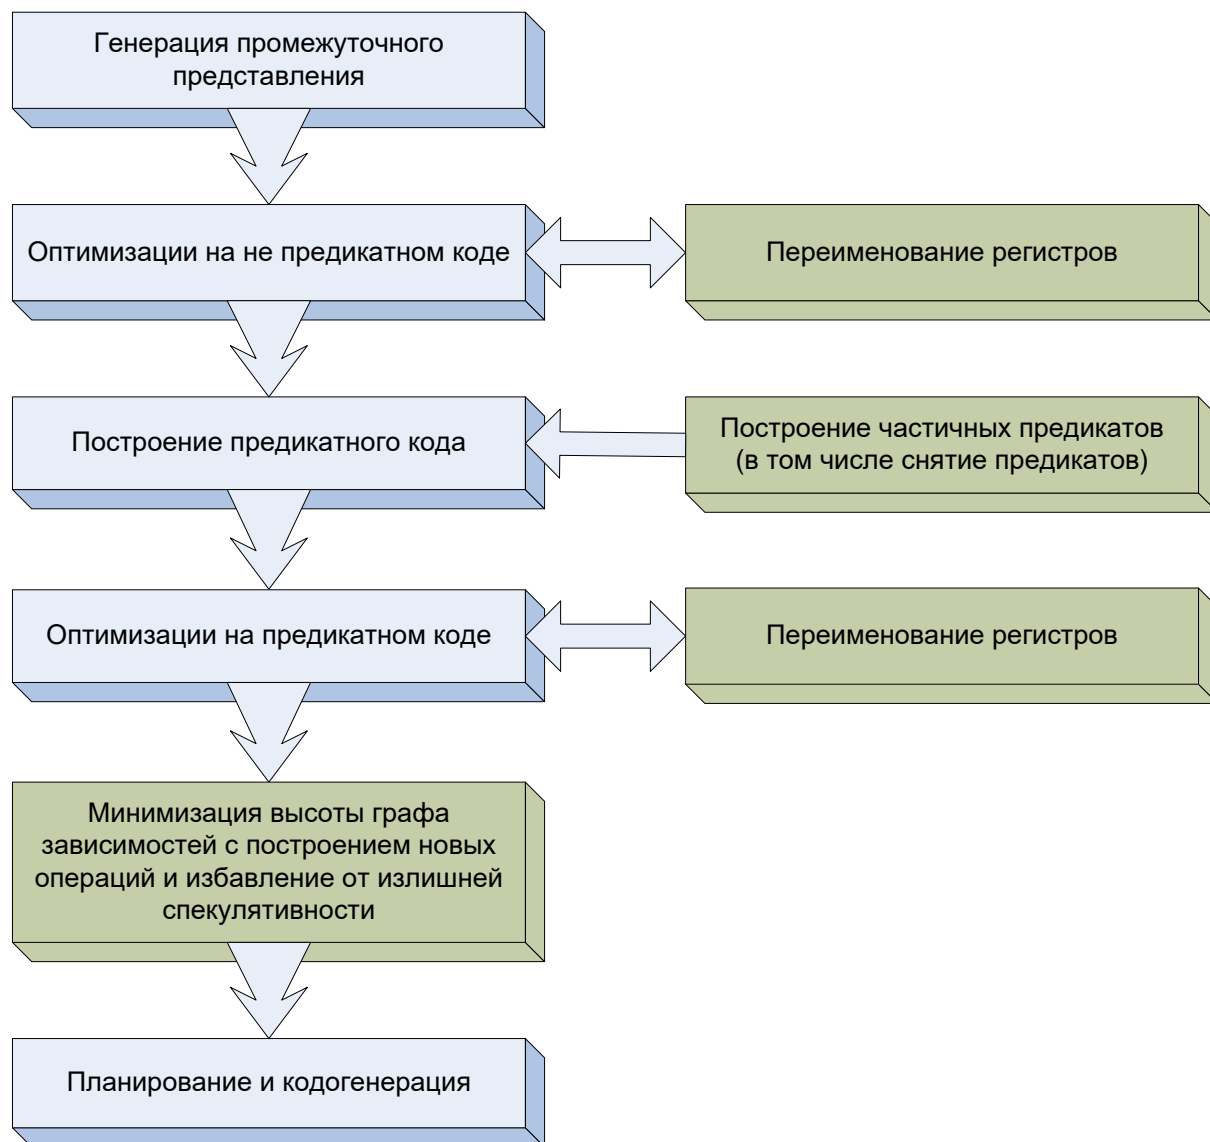 Генерация промежуточного
представления
Оптимизации на не предикатном коде
Переименование регистров
Построение предикатного кода
Построение частичных предикатов
(в том числе снятие предикатов)
Оптимизации на предикатном коде
Переименование регистров
Минимизация высоты графа
зависимостей с построением новых
операций и избавление от излишней
спекулятивности
Планирование и кодогенерация